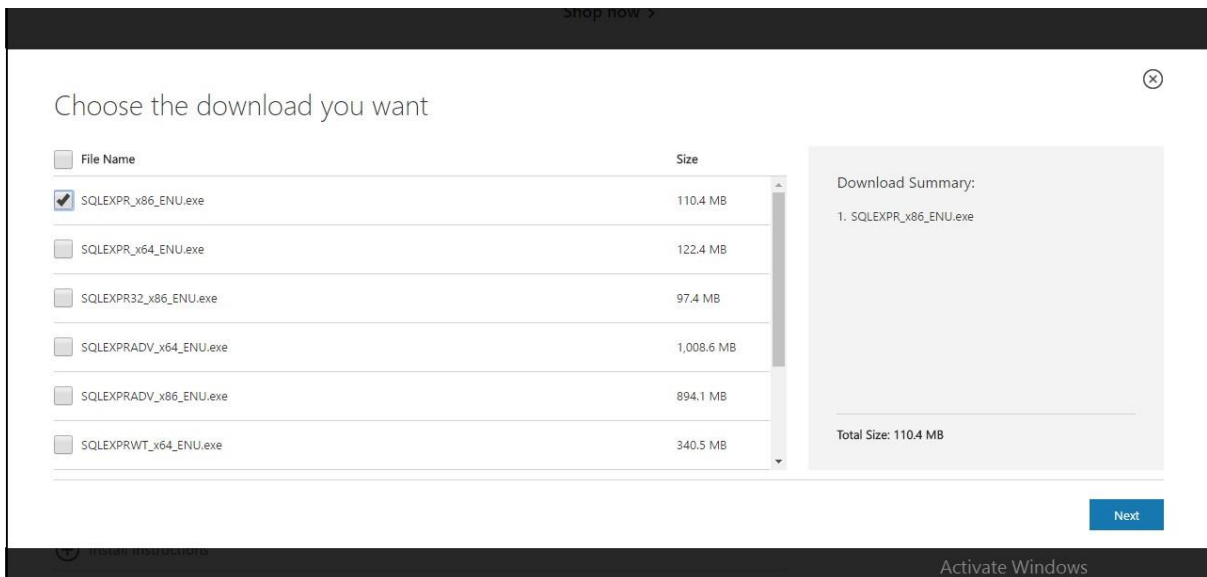 Shop now >
Choose the download you want
File Name Size
SQLEXPR_x86_ENU.exe 110.4 MB
SQLEXPR_x64_ENU.exe 122.4 MB
SQLEXPR32_x86_ENU.exe 97.4 MB
SQLEXPRADV_x64_ENU.exe 1,008.6 MB
SQLEXPRADV_x86_ENU.exe 894.1 MB
SQLEXPRWT_x64_ENU.exe 340.5 MB
Download Summary:
1. SQLEXPR_x86_ENU.exe
Total Size: 110.4 MB
Next
Install Instructions
Activate Windows